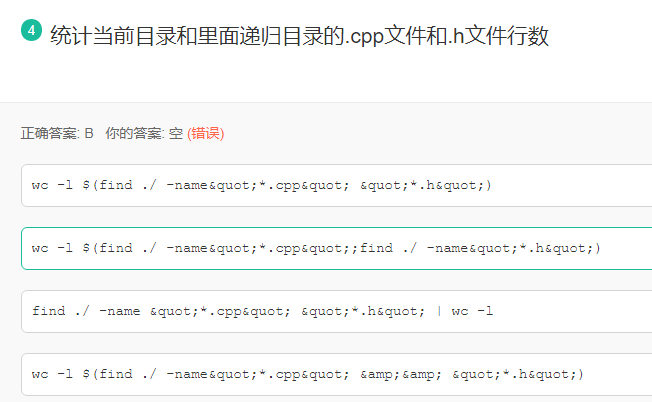 4 统计当前目录和里面递归目录的.cpp文件和.h文件行数
正确答案: B 你的答案: 空 (错误)
wc -l $(find ./ -name&quot;*.cpp&quot; &quot;*.h&quot;)
wc -l $(find ./ -name&quot;*.cpp&quot;;find ./ -name&quot;*.h&quot;)
find ./ -name &quot;*.cpp&quot; &quot;*.h&quot; | wc -l
wc -l $(find ./ -name&quot;*.cpp&quot; &amp;&amp; &quot;*.h&quot;)